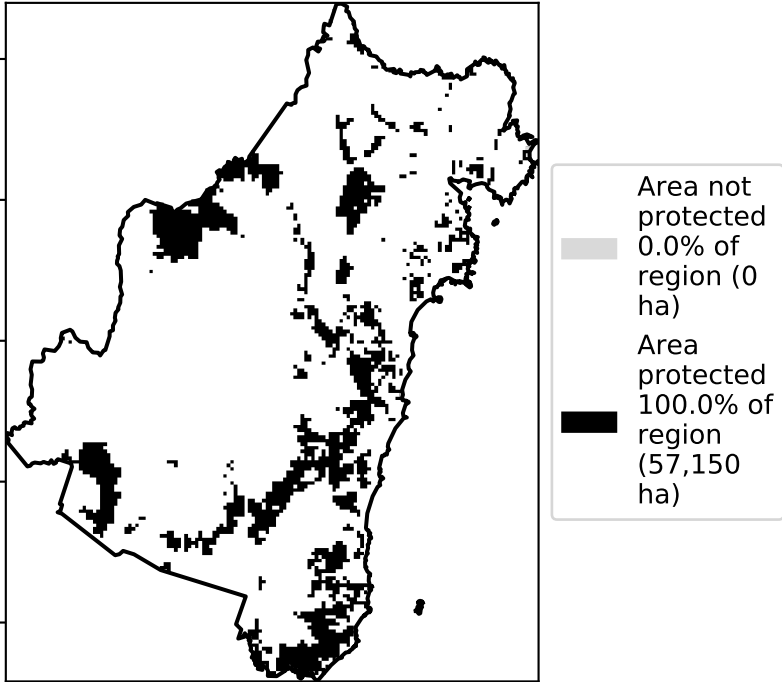 Area not
protected
0.0% of
region (0
ha)
Area
protected
100.0% of
region
(57,150
ha)